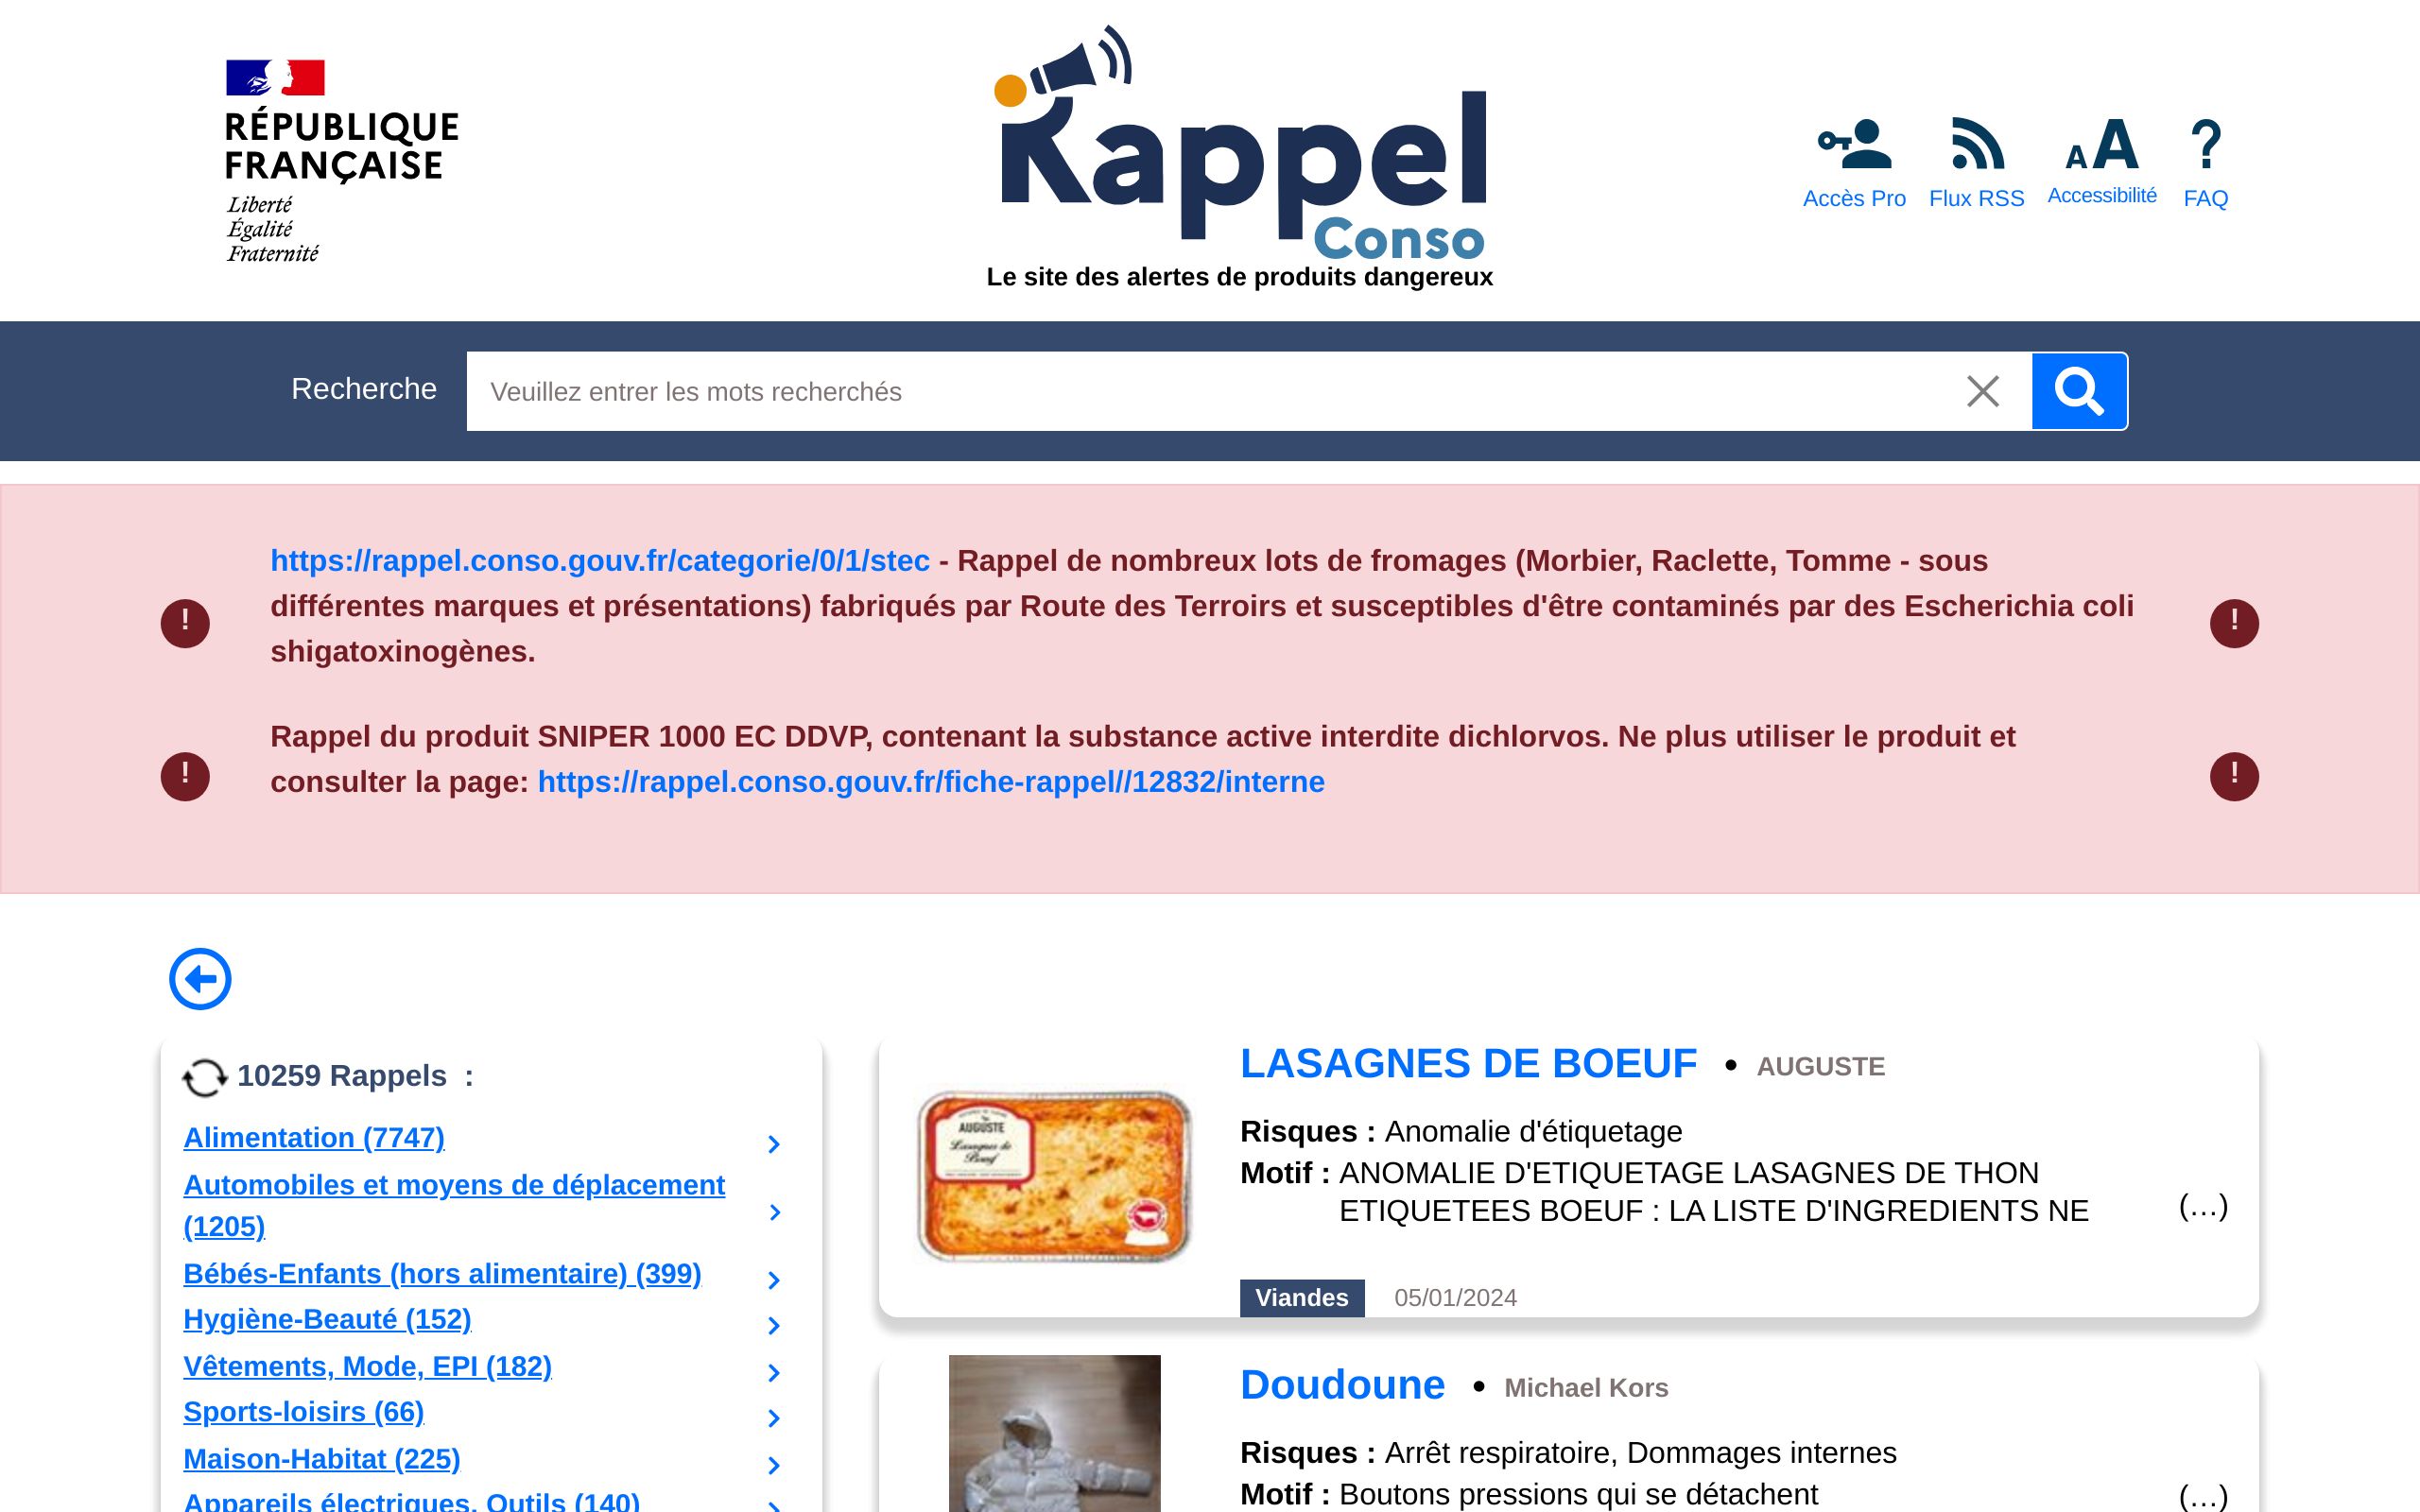 RÉPUBLIQUE
FRANÇAISE
Liberté
Égalité
Fraternité
Rappel
Conso
Le site des alertes de produits dangereux
Accès Pro
Flux RSS
Accessibilité
FAQ
Recherche
Veuillez entrer les mots recherchés
https://rappel.conso.gouv.fr/categorie/0/1/stec - Rappel de nombreux lots de fromages (Morbier, Raclette, Tomme - sous
différentes marques et présentations) fabriqués par Route des Terroirs et susceptibles d'être contaminés par des Escherichia coli
shigatoxinogènes.
Rappel du produit SNIPER 1000 EC DDVP, contenant la substance active interdite dichlorvos. Ne plus utiliser le produit et
consulter la page: https://rappel.conso.gouv.fr/fiche-rappel//12832/interne
10259 Rappels :
Alimentation (7747)
Automobiles et moyens de déplacement
(1205)
Bébés-Enfants (hors alimentaire) (399)
Hygiène-Beauté (152)
Vêtements, Mode, EPI (182)
Sports-loisirs (66)
Maison-Habitat (225)
Appareils électriques, Outils (140)
AUGUSTE
Lasagnes de
Bœuf
LASAGNES DE BOEUF • AUGUSTE
Risques : Anomalie d'étiquetage
Motif : ANOMALIE D'ETIQUETAGE LASAGNES DE THON
ETIQUETEES BOEUF : LA LISTE D'INGREDIENTS NE (…)
Viandes 05/01/2024
Doudoune • Michael Kors
Risques : Arrêt respiratoire, Dommages internes
Motif : Boutons pressions qui se détachent (…)